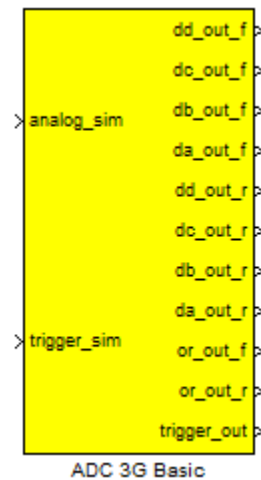 dd_out_f
dc_out_f
db_out_f
analog_sim
da_out_f
dd_out_r
dc_out_r
db_out_r
da_out_r
trigger_sim
or_out_f
or_out_r
trigger_out
ADC 3G Basic